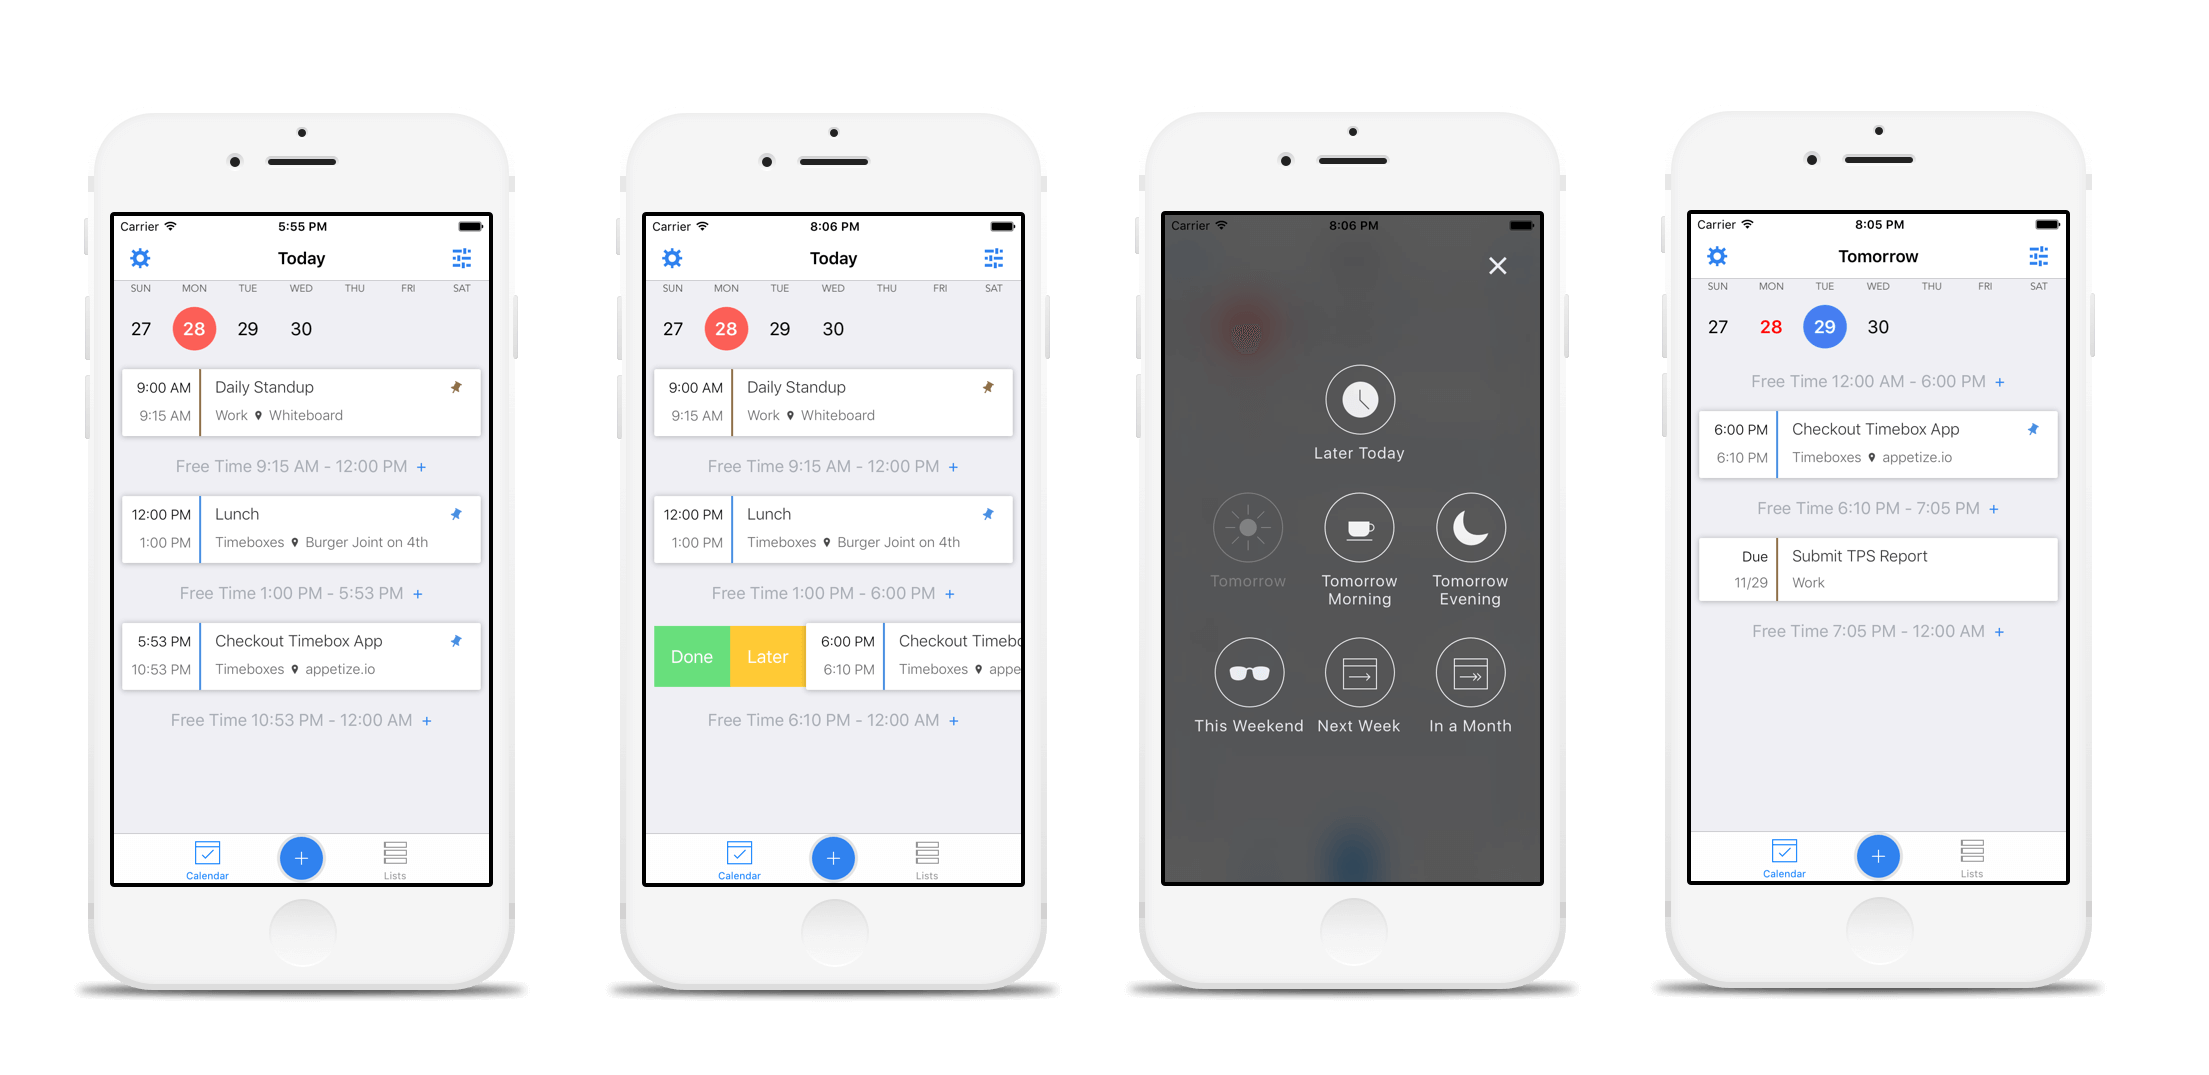 Carrier 5:55 PM
Today
SUN MON TUE WED THU FRI SAT
27 28 29 30
9:00 AM Daily Standup
9:15 AM Work Whiteboard
Free Time 9:15 AM - 12:00 PM +
12:00 PM Lunch
1:00 PM Timeboxes Burger Joint on 4th
Free Time 1:00 PM - 5:53 PM +
5:53 PM Checkout Timebox App
10:53 PM Timeboxes appetize.io
Free Time 10:53 PM - 12:00 AM +
Calendar + Lists
Carrier 8:06 PM
Today
SUN MON TUE WED THU FRI SAT
27 28 29 30
9:00 AM Daily Standup
9:15 AM Work Whiteboard
Free Time 9:15 AM - 12:00 PM +
12:00 PM Lunch
1:00 PM Timeboxes Burger Joint on 4th
Free Time 1:00 PM - 6:00 PM +
Done Later
6:00 PM Checkout Timebo
6:10 PM Timeboxes appe
Free Time 6:10 PM - 12:00 AM +
Calendar + Lists
Carrier 8:06 PM
Later Today
Tomorrow
Tomorrow
Morning
Tomorrow
Evening
This Weekend Next Week In a Month
Carrier 8:05 PM
Tomorrow
SUN MON TUE WED THU FRI SAT
27 28 29 30
Free Time 12:00 AM - 6:00 PM +
6:00 PM Checkout Timebox App
6:10 PM Timeboxes appetize.io
Free Time 6:10 PM - 7:05 PM +
Due Submit TPS Report
11/29 Work
Free Time 7:05 PM - 12:00 AM +
Calendar + Lists